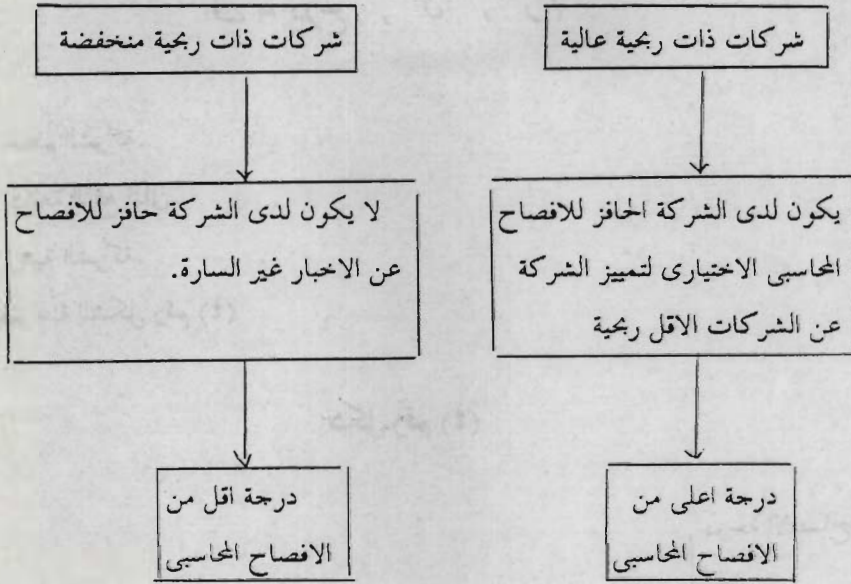 شركات ذات ربحية عالية
يكون لدى الشركة الحافز للافصاح
المحاسبى الاختيارى لتمييز الشركة
عن الشركات الاقل ربحية
درجة اعلى من
الافصاح المحاسبى
شركات ذات ربحية منخفضة
لا يكون لدى الشركة حافز للافصاح
عن الاخبار غير السارة.
درجة اقل من
الافصاح المحاسبى